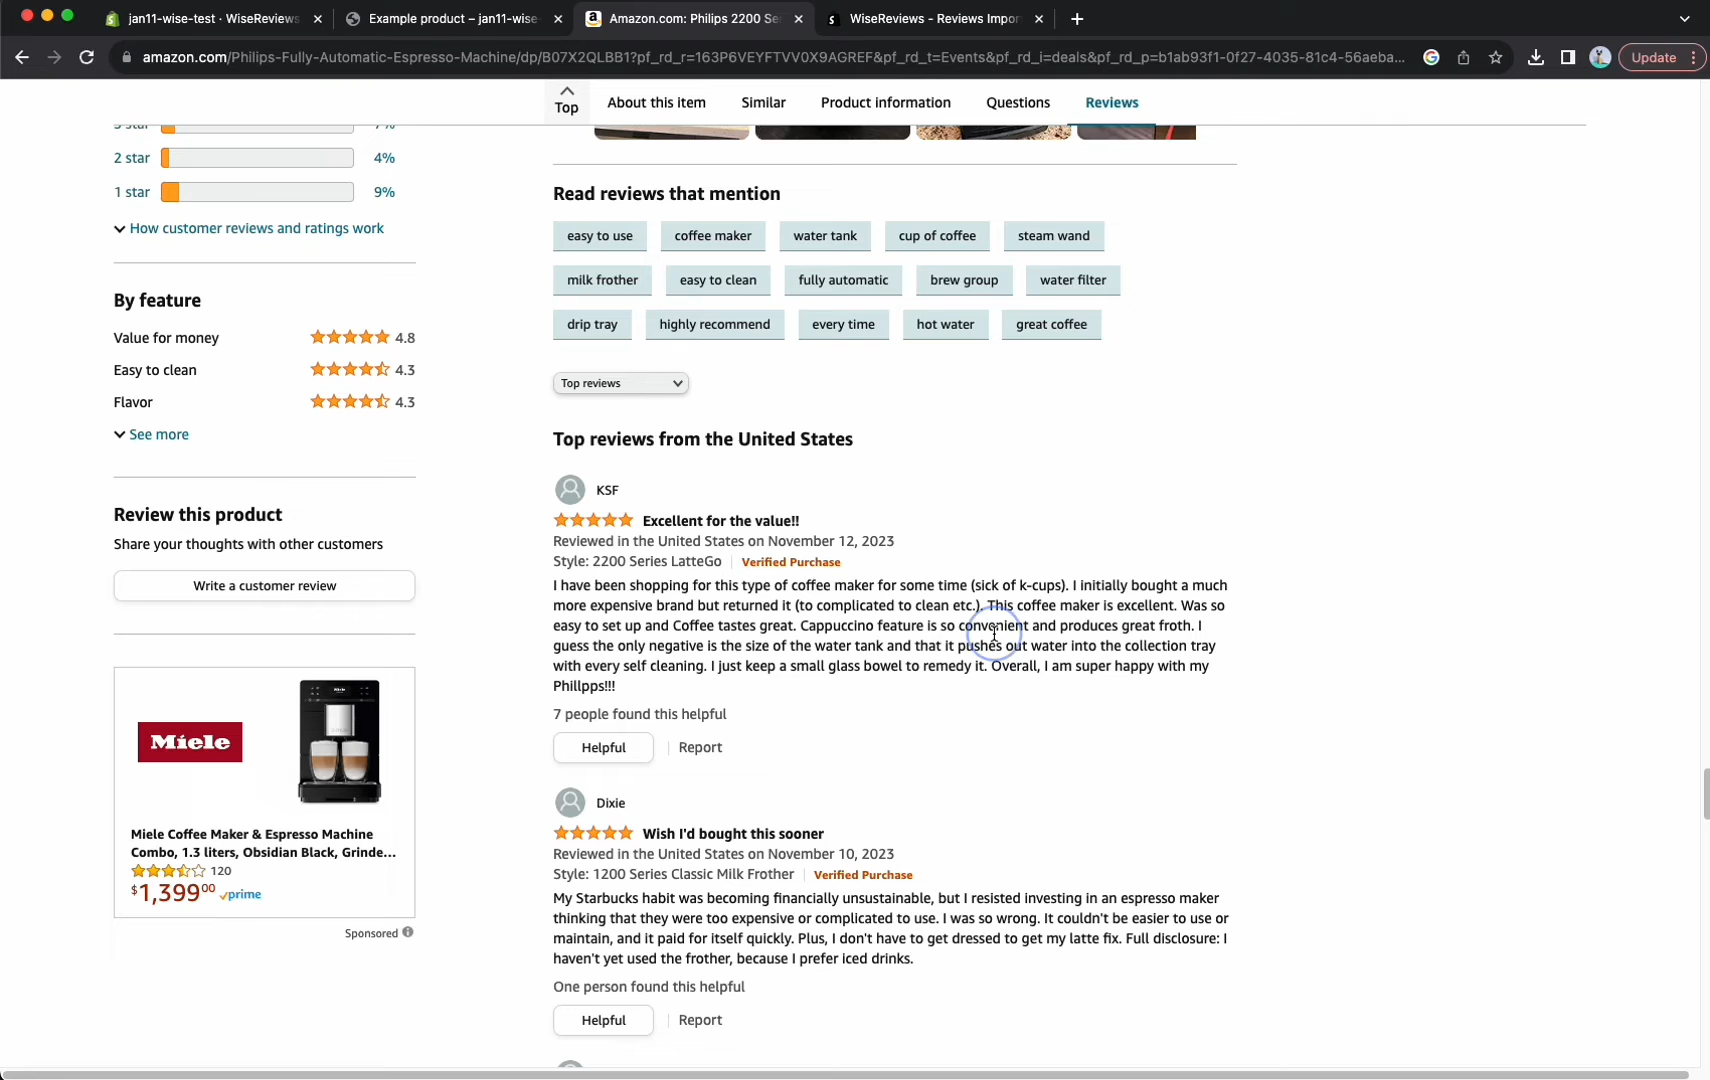 jan11-wise-test · WiseReviews
Example product – jan11-wise-
Amazon.com: Philips 2200 Se
WiseReviews - Reviews Impor
amazon.com/Philips-Fully-Automatic-Espresso-Machine/dp/B07X2QLBB1?pf_rd_r=163P6VEYFTVV0X9AGREF&pf_rd_t=Events&pf_rd_i=deals&pf_rd_p=b1ab93f1-0f27-4035-81c4-56aeba...
Update
Top
About this item
Similar
Product information
Questions
Reviews
3 star 7%
2 star 4%
1 star 9%
How customer reviews and ratings work
By feature
Value for money 4.8
Easy to clean 4.3
Flavor 4.3
See more
Review this product
Share your thoughts with other customers
Write a customer review
Miele
Miele Coffee Maker & Espresso Machine
Combo, 1.3 liters, Obsidian Black, Grinde...
120
$1,39900 prime
Sponsored
Read reviews that mention
easy to use coffee maker water tank cup of coffee steam wand
milk frother easy to clean fully automatic brew group water filter
drip tray highly recommend every time hot water great coffee
Top reviews
Top reviews from the United States
KSF
Excellent for the value!!
Reviewed in the United States on November 12, 2023
Style: 2200 Series LatteGo | Verified Purchase
I have been shopping for this type of coffee maker for some time (sick of k-cups). I initially bought a much
more expensive brand but returned it (to complicated to clean etc.). This coffee maker is excellent. Was so
easy to set up and Coffee tastes great. Cappuccino feature is so convenient and produces great froth. I
guess the only negative is the size of the water tank and that it pushes out water into the collection tray
with every self cleaning. I just keep a small glass bowel to remedy it. Overall, I am super happy with my
Phillpps!!!
7 people found this helpful
Helpful | Report
Dixie
Wish I'd bought this sooner
Reviewed in the United States on November 10, 2023
Style: 1200 Series Classic Milk Frother | Verified Purchase
My Starbucks habit was becoming financially unsustainable, but I resisted investing in an espresso maker
thinking that they were too expensive or complicated to use. I was so wrong. It couldn't be easier to use or
maintain, and it paid for itself quickly. Plus, I don't have to get dressed to get my latte fix. Full disclosure: I
haven't yet used the frother, because I prefer iced drinks.
One person found this helpful
Helpful | Report